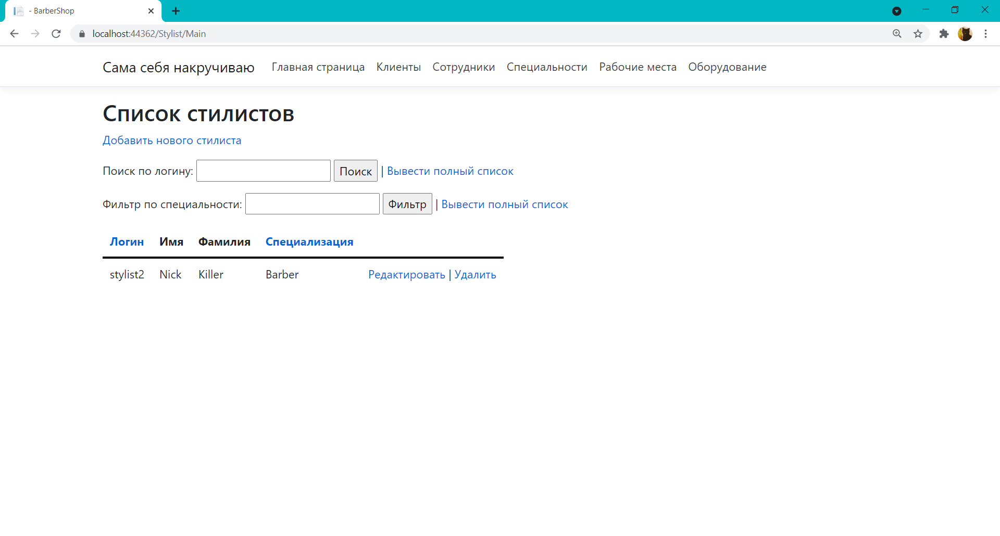 - BarberShop
localhost:44362/Stylist/Main
Сама себя накручиваю Главная страница Клиенты Сотрудники Специальности Рабочие места Оборудование
Список стилистов
Добавить нового стилиста
Поиск по логину: Поиск | Вывести полный список
Фильтр по специальности: Фильтр | Вывести полный список
Логин Имя Фамилия Специализация
stylist2 Nick Killer Barber Редактировать | Удалить